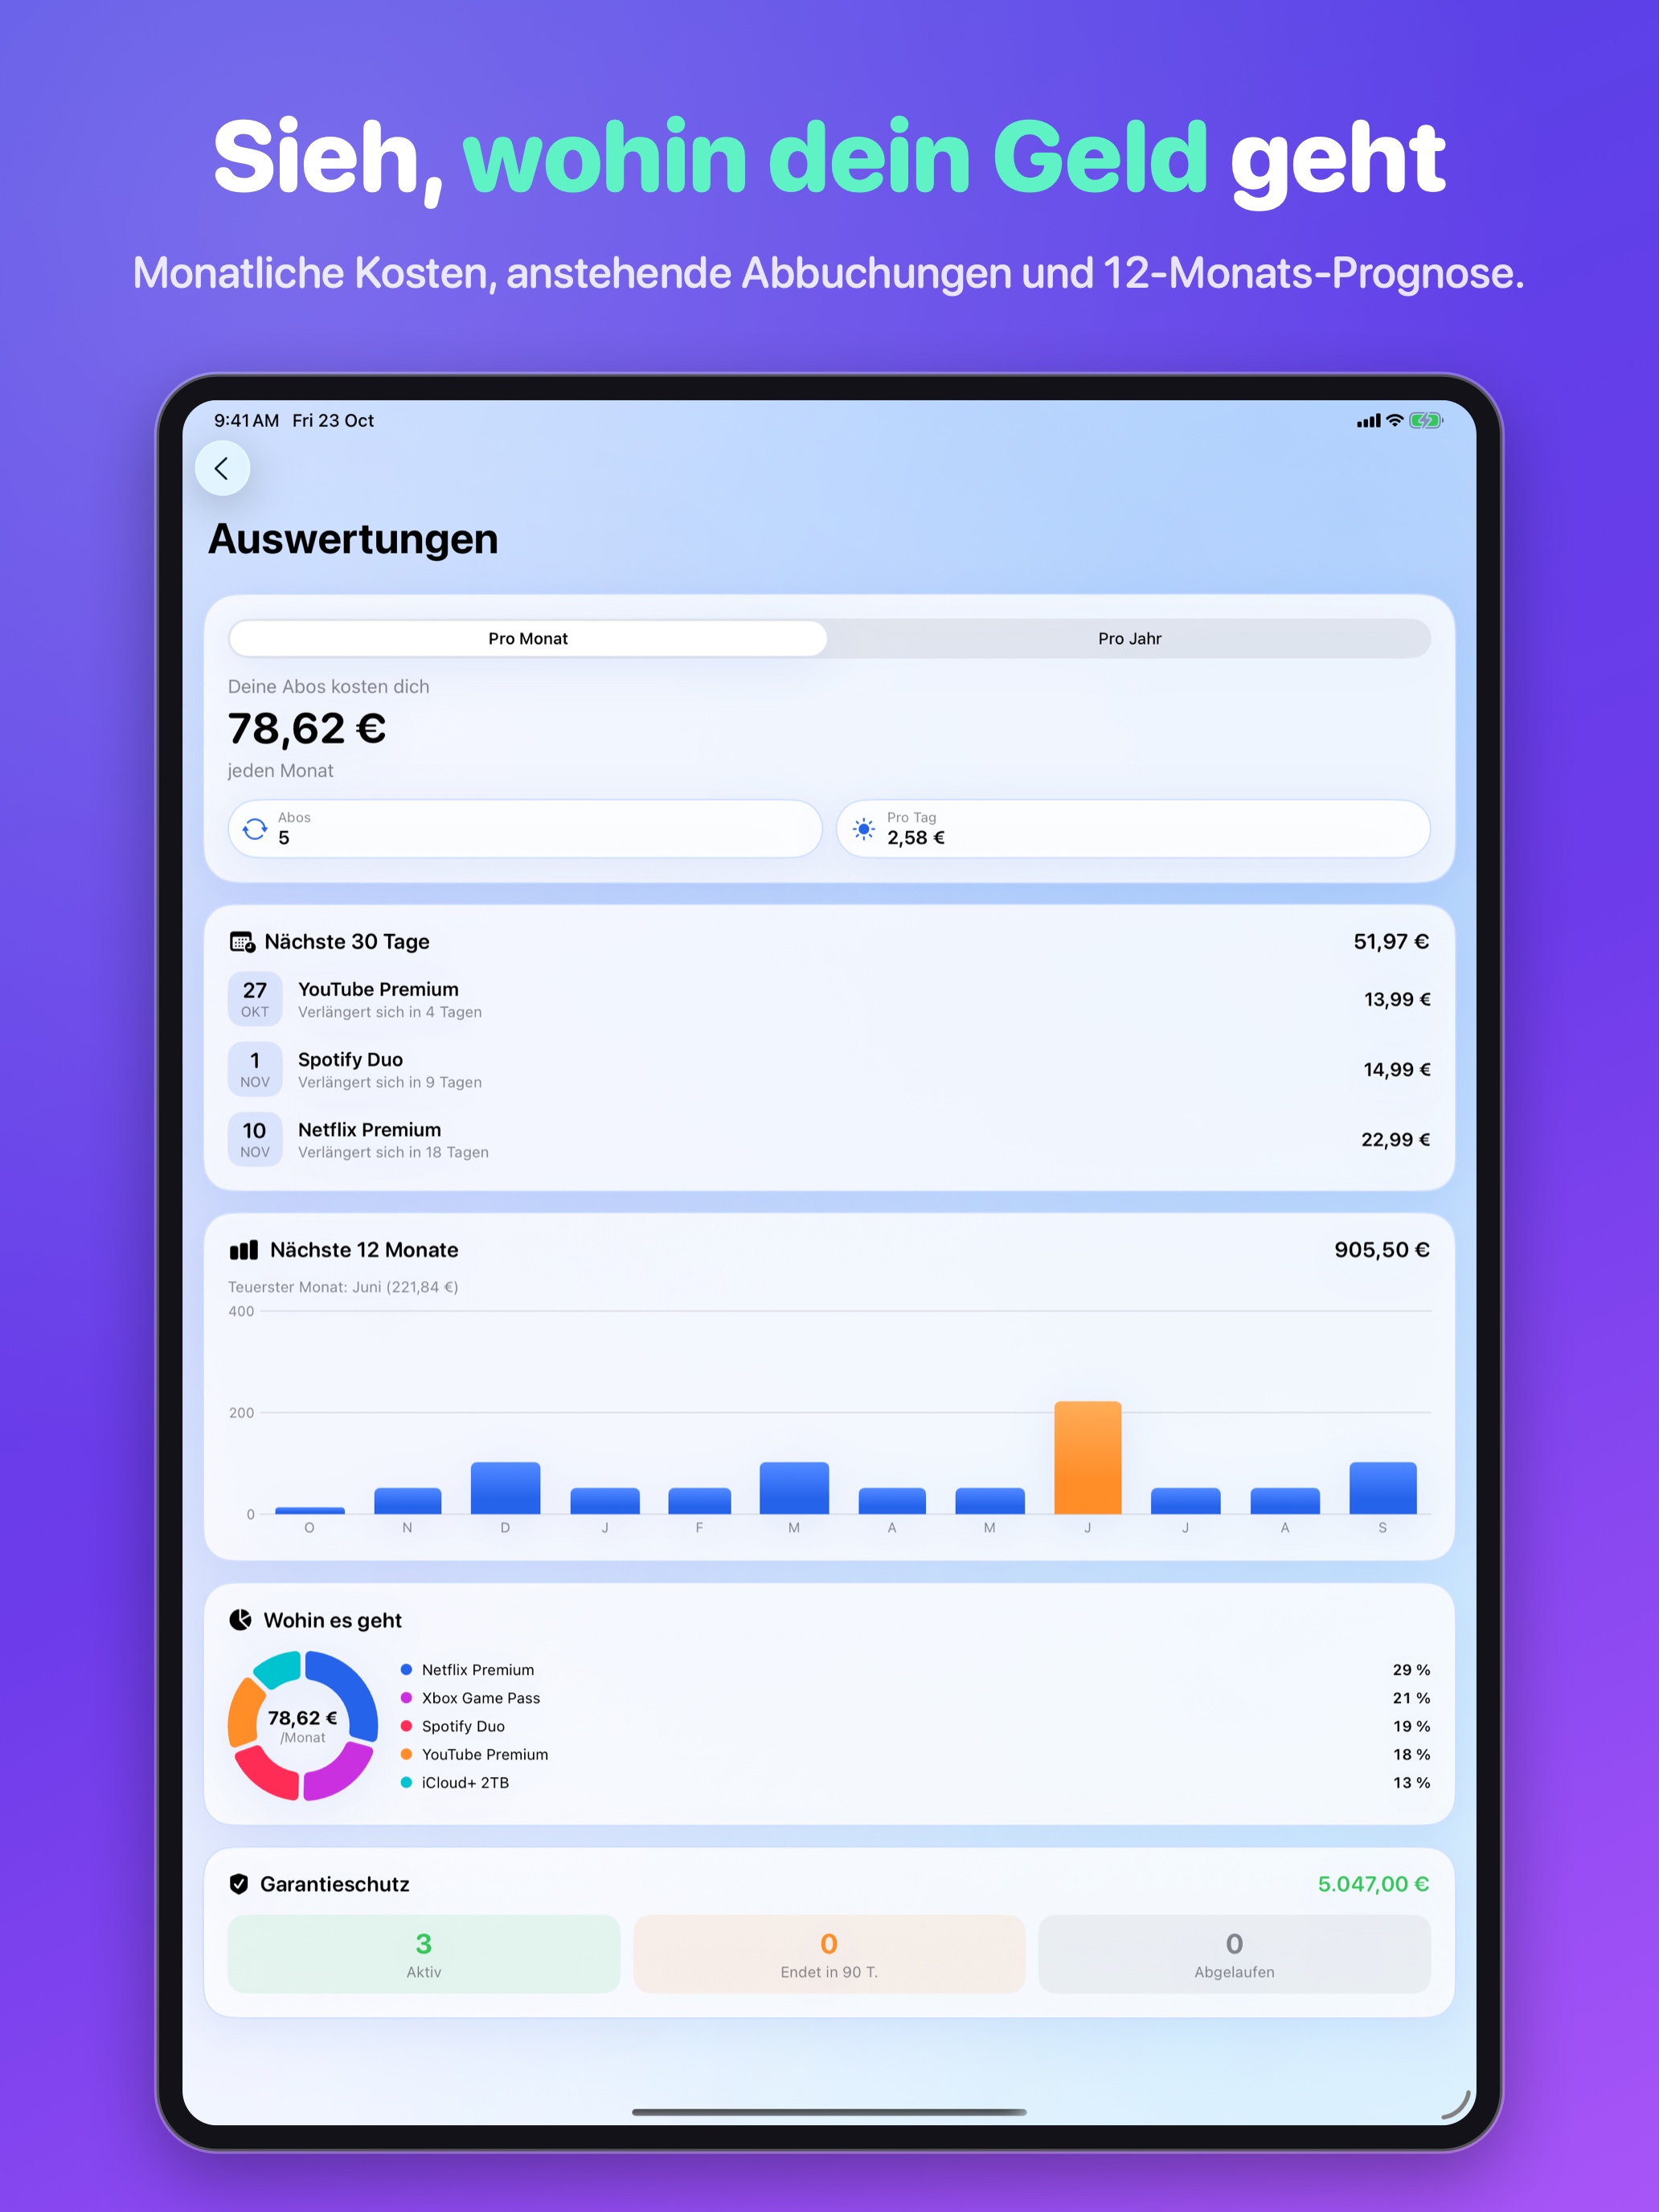 Sieh, wohin dein Geld geht
Monatliche Kosten, anstehende Abbuchungen und 12-Monats-Prognose.
9:41 AM Fri 23 Oct
Auswertungen
Pro Monat Pro Jahr
Deine Abos kosten dich
78,62 €
jeden Monat
Abos
5
Pro Tag
2,58 €
Nächste 30 Tage 51,97 €
27
OKT
YouTube Premium
Verlängert sich in 4 Tagen
13,99 €
1
NOV
Spotify Duo
Verlängert sich in 9 Tagen
14,99 €
10
NOV
Netflix Premium
Verlängert sich in 18 Tagen
22,99 €
Nächste 12 Monate 905,50 €
Teuerster Monat: Juni (221,84 €)
400
200
0
O N D J F M A M J J A S
Wohin es geht
78,62 €
/Monat
Netflix Premium 29 %
Xbox Game Pass 21 %
Spotify Duo 19 %
YouTube Premium 18 %
iCloud+ 2TB 13 %
Garantieschutz 5.047,00 €
3
Aktiv
0
Endet in 90 T.
0
Abgelaufen